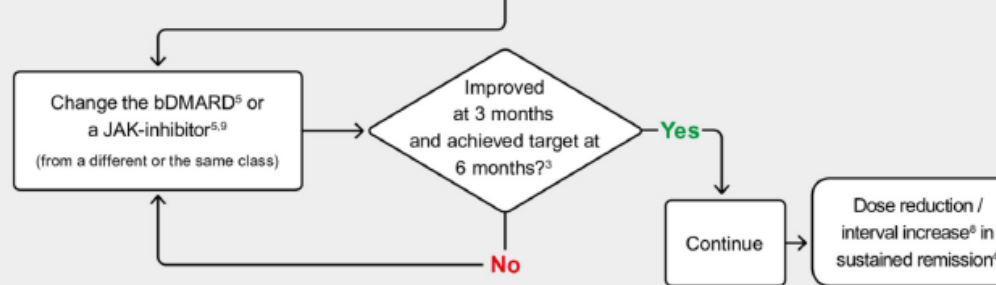 Change the bDMARD⁵ or
a JAK-inhibitor⁵,⁹
(from a different or the same class)
Improved
at 3 months
and achieved target at
6 months?³
Yes
No
Continue
Dose reduction /
interval increase⁸ in
sustained remission